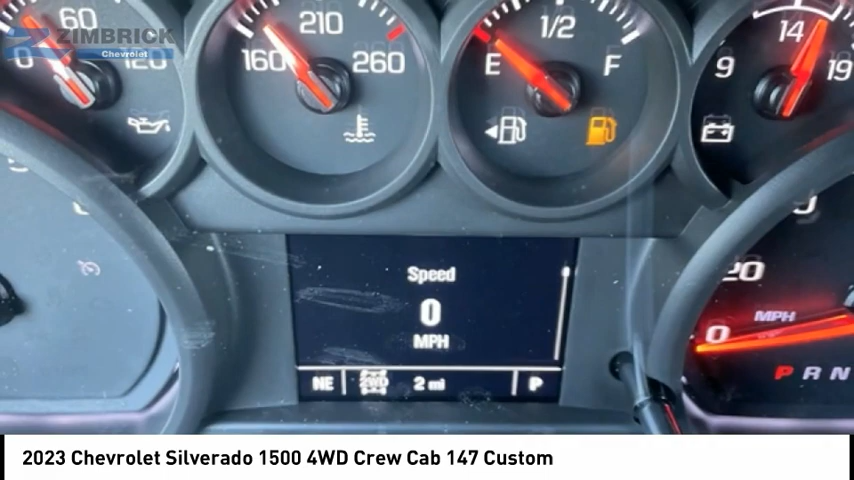 ZIMBRICK
Chevrolet
0 60 120
160 210 260
E 1/2 F
9 14 19
Speed
0
MPH
NE 2WD 2 mi P
20
MPH
0
P R N
2023 Chevrolet Silverado 1500 4WD Crew Cab 147 Custom